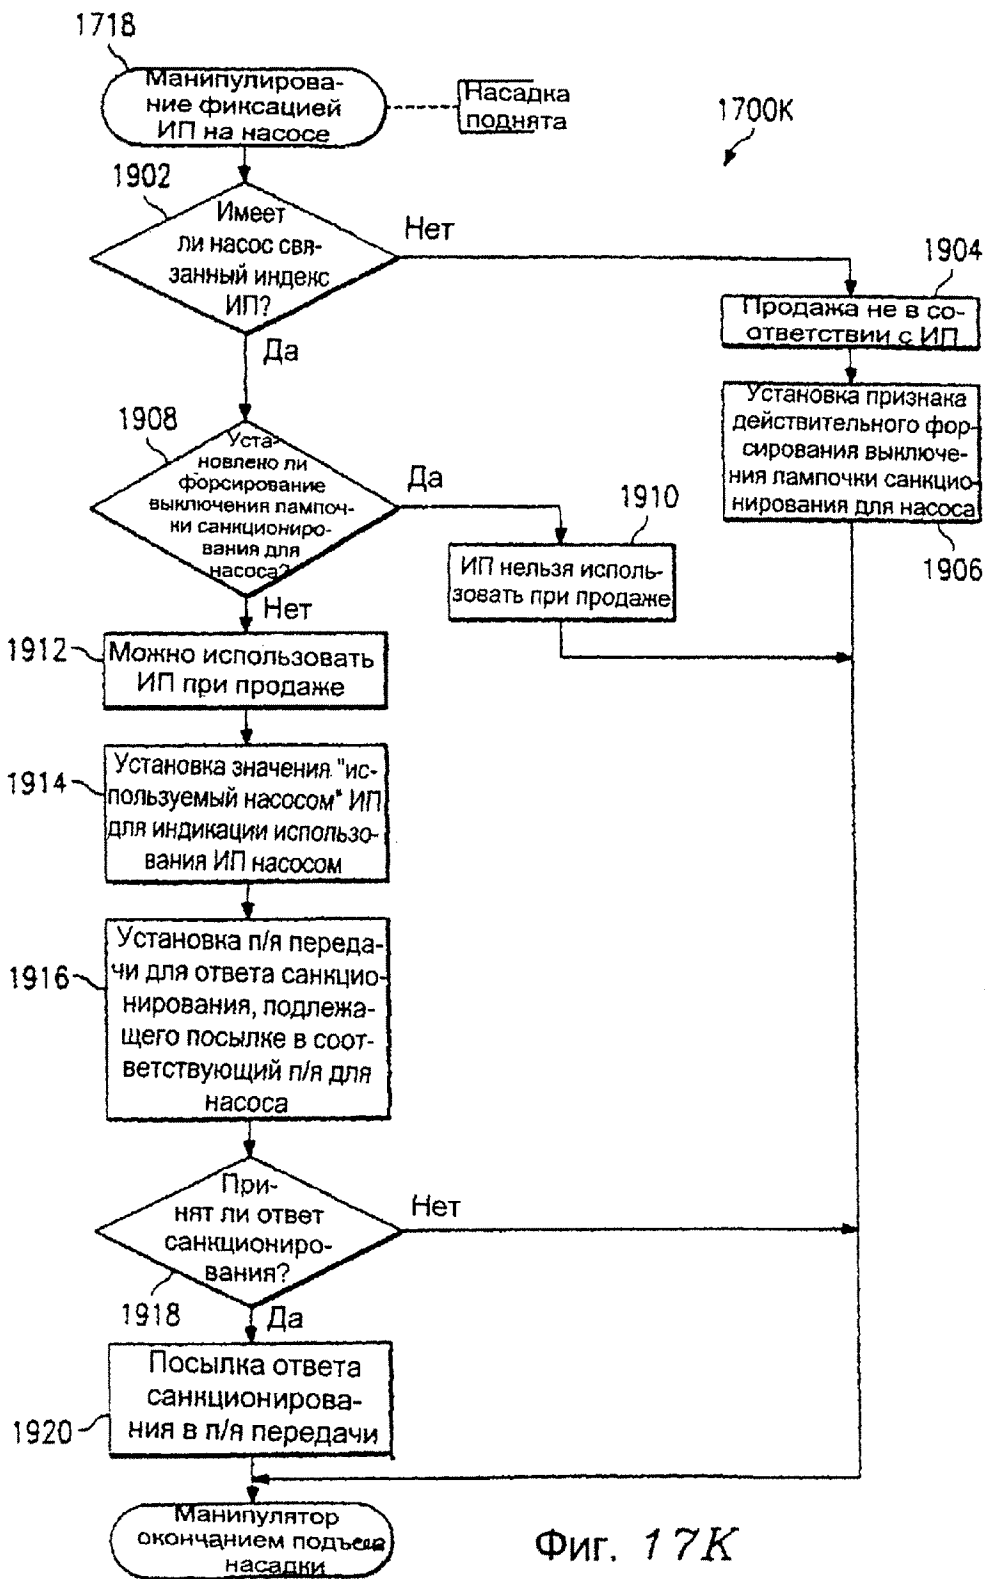 1718
Манипулирова-
ние фиксацией
ИП на насосе
Насадка
поднята
1700K
1902
Имеет
ли насос свя-
занный индекс
ИП?
Нет
Да
1904
Продажа не в со-
ответствии с ИП
Установка признака
действительного фор-
сирования выключе-
ния лампочки санкцио-
нирования для насоса
1906
1908
Уста-
новлено ли
форсирование
выключения лампоч-
ки санкциониро-
вания для
насоса?
Да
Нет
1910
ИП нельзя исполь-
зовать при продаже
1912
Можно использовать
ИП при продаже
1914
Установка значения "ис-
пользуемый насосом" ИП
для индикации использо-
вания ИП насосом
1916
Установка п/я переда-
чи для ответа санкцио-
нирования, подлежа-
щего посылке в соот-
ветствующий п/я для
насоса
При-
нят ли ответ
санкциониро-
вания?
Нет
1918
Да
1920
Посылка ответа
санкционирова-
ния в п/я передачи
Манипулятор
окончанием подъема
насадки
Фиг. 17K